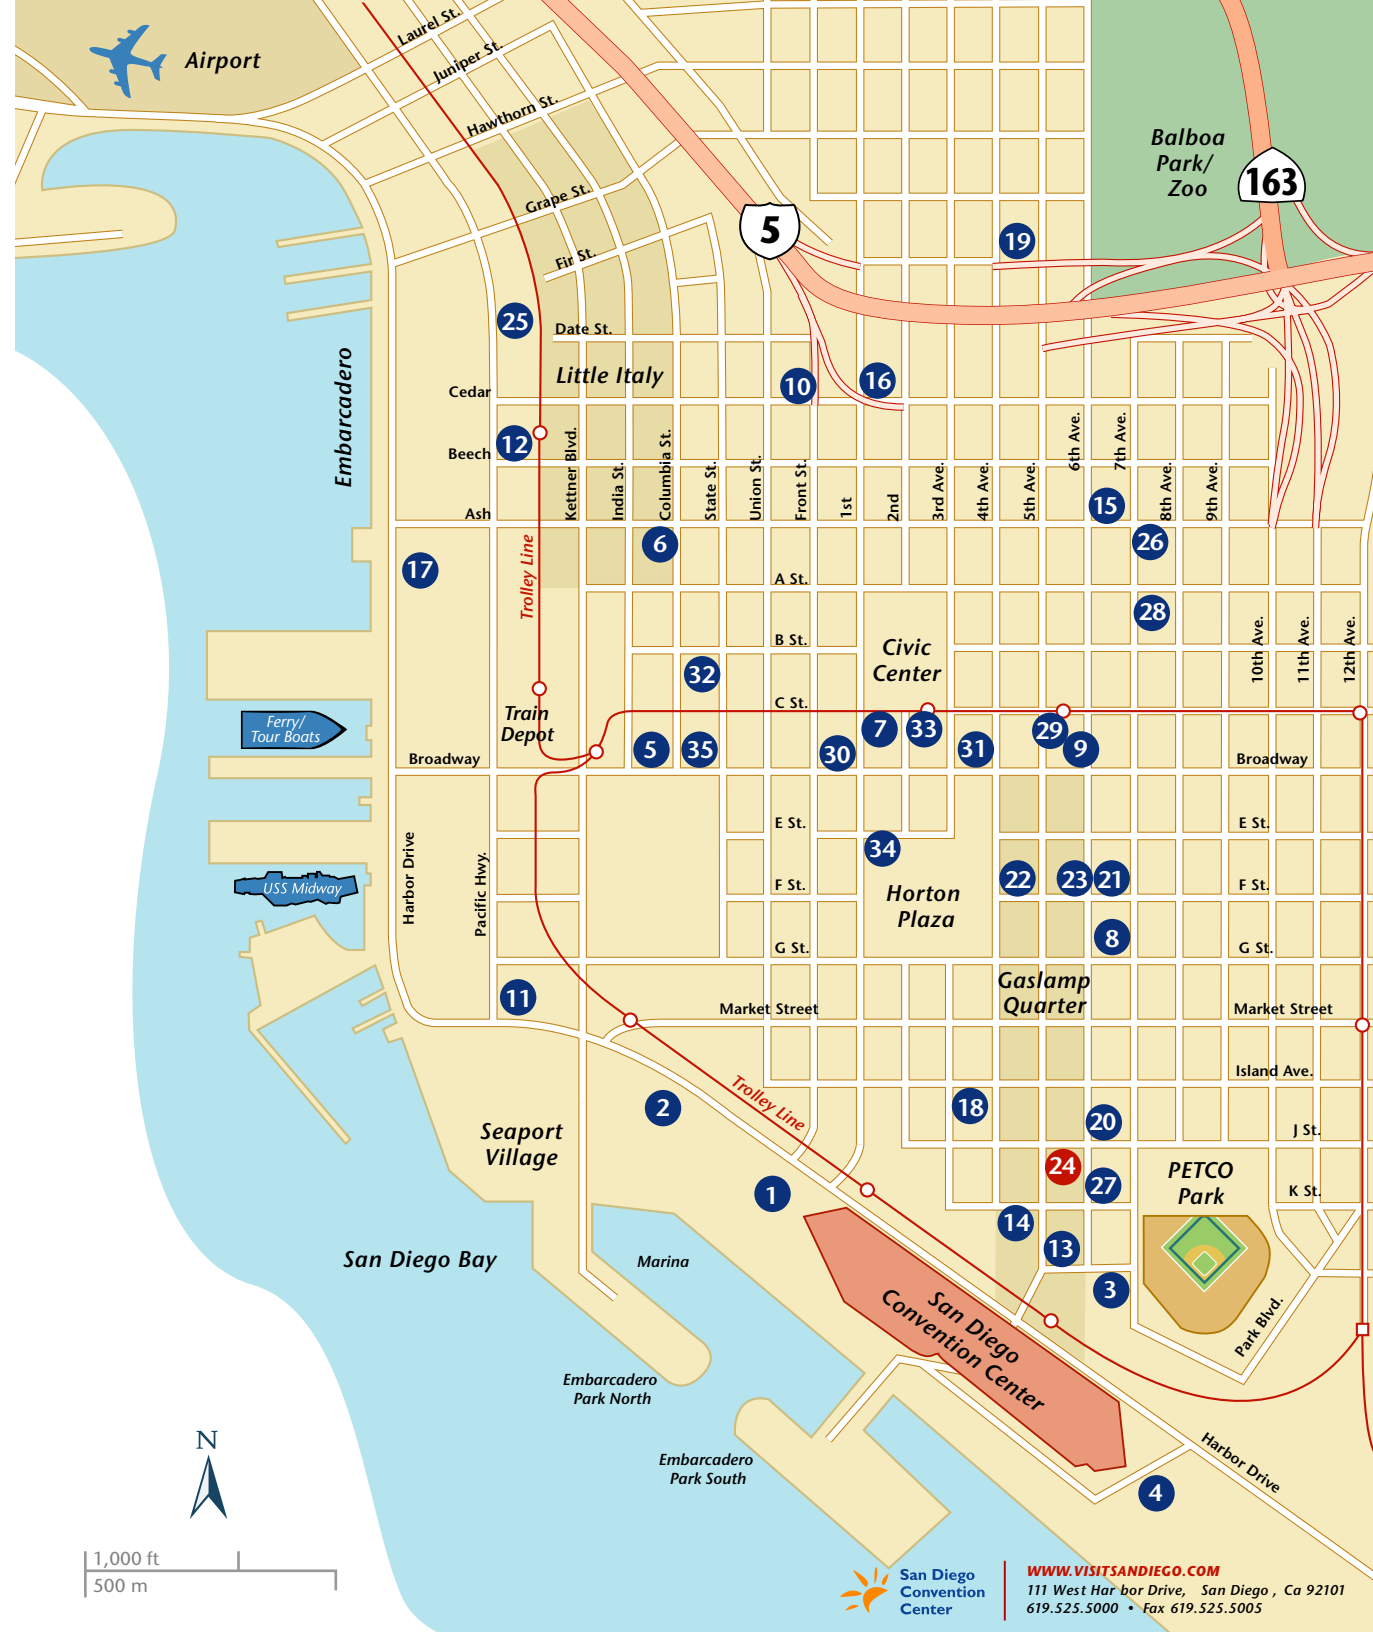 Laurel St.
Airport
Juniper St.
Hawthorn St.
Balboa
Park/
Zoo
163
Grape St.
5
19
Fir St.
25
Date St.
Embarcadero
Little Italy
10
16
Cedar
12
Beech
Kettner Blvd.
India St.
Columbia St.
State St.
Union St.
Front St.
1st
2nd
3rd Ave.
4th Ave.
5th Ave.
6th Ave.
7th Ave.
8th Ave.
9th Ave.
15
Ash
6
26
17
Trolley Line
A St.
28
B St.
Civic
Center
10th Ave.
11th Ave.
12th Ave.
32
C St.
Train
Depot
Ferry/
Tour Boats
7
33
29
5
35
30
31
9
Broadway
Broadway
E St.
E St.
Harbor Drive
Pacific Hwy.
34
22
23
21
F St.
F St.
USS Midway
Horton
Plaza
8
G St.
G St.
Gaslamp
Quarter
11
Market Street
Market Street
Island Ave.
Trolley Line
2
18
20
J St.
Seaport
Village
24
PETCO
Park
27
K St.
1
14
13
San Diego Bay
Marina
3
San Diego
Convention Center
Park Blvd.
Embarcadero
Park North
N
Embarcadero
Park South
Harbor Drive
4
1,000 ft
500 m
San Diego
Convention
Center
WWW.VISITSANDIEGO.COM
111 West Har bor Drive, San Diego , Ca 92101
619.525.5000 • Fax 619.525.5005